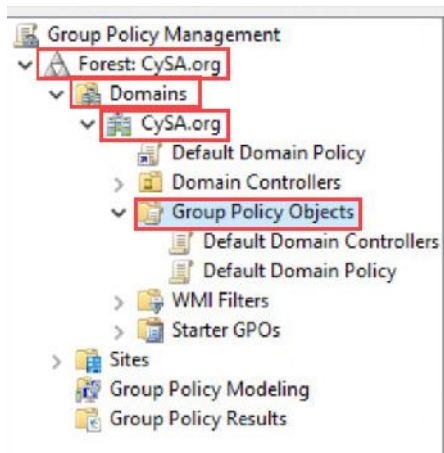 Group Policy Management
Forest: CySA.org
Domains
CySA.org
Default Domain Policy
Domain Controllers
Group Policy Objects
Default Domain Controllers
Default Domain Policy
WMI Filters
Starter GPOs
Sites
Group Policy Modeling
Group Policy Results